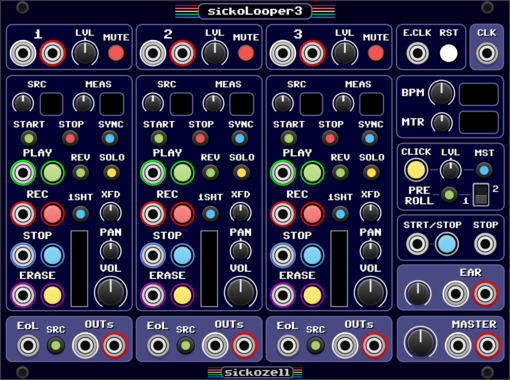 sickoLooper3
1 LVL MUTE 2 LVL MUTE 3 LVL MUTE E.CLK RST CLK
SRC MEAS SRC MEAS SRC MEAS BPM
START STOP SYNC START STOP SYNC START STOP SYNC MTR
PLAY REV SOLO PLAY REV SOLO PLAY REV SOLO CLICK LVL MST
REC 1SHT XFD REC 1SHT XFD REC 1SHT XFD PRE ROLL 1 2
STOP PAN STOP PAN STOP PAN STRT/STOP STOP
ERASE VOL ERASE VOL ERASE VOL EAR
EoL SRC OUTs EoL SRC OUTs EoL SRC OUTs MASTER
sickozell